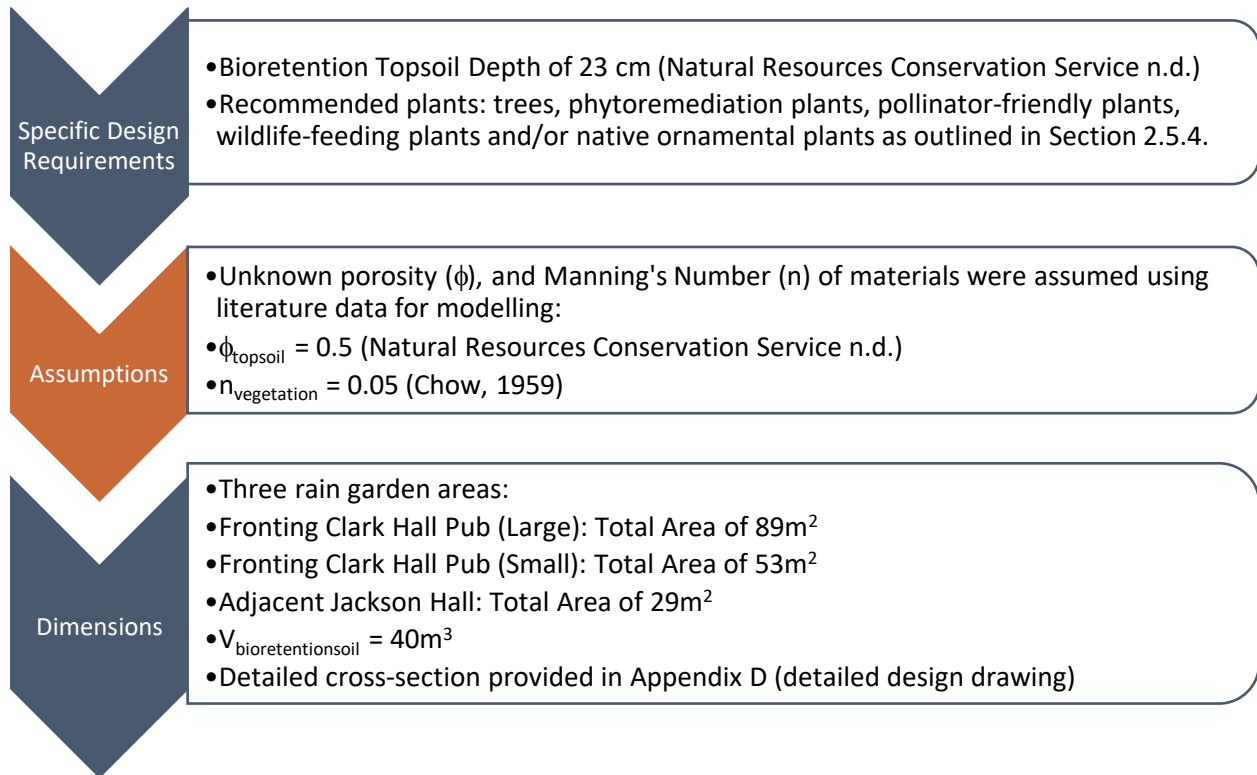 Specific Design
Requirements
•Bioretention Topsoil Depth of 23 cm (Natural Resources Conservation Service n.d.)
•Recommended plants: trees, phytoremediation plants, pollinator-friendly plants,
wildlife-feeding plants and/or native ornamental plants as outlined in Section 2.5.4.
Assumptions
•Unknown porosity (ϕ), and Manning's Number (n) of materials were assumed using
literature data for modelling:
•ϕtopsoil = 0.5 (Natural Resources Conservation Service n.d.)
•nvegetation = 0.05 (Chow, 1959)
Dimensions
•Three rain garden areas:
•Fronting Clark Hall Pub (Large): Total Area of 89m²
•Fronting Clark Hall Pub (Small): Total Area of 53m²
•Adjacent Jackson Hall: Total Area of 29m²
•Vbioretentionsoil = 40m³
•Detailed cross-section provided in Appendix D (detailed design drawing)